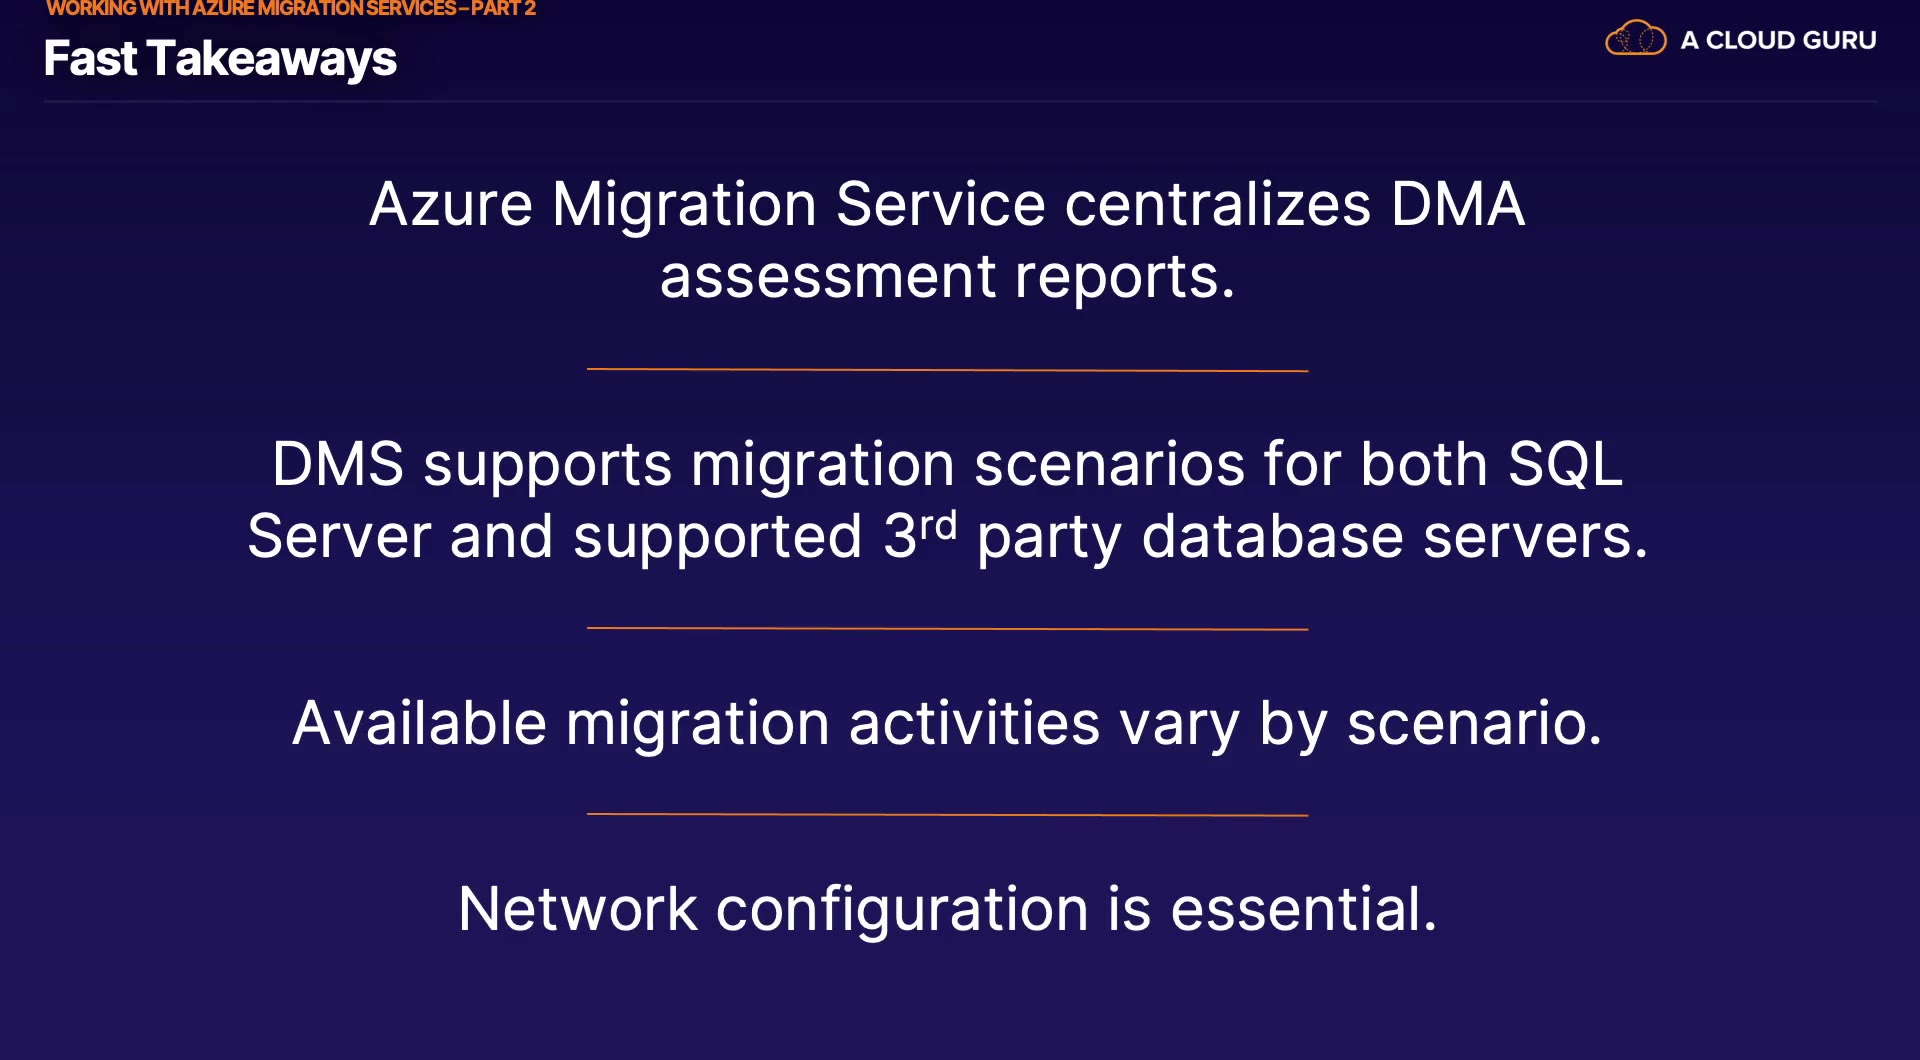 WORKING WITH AZURE MIGRATION SERVICES – PART 2
Fast Takeaways
A CLOUD GURU
Azure Migration Service centralizes DMA
assessment reports.
DMS supports migration scenarios for both SQL
Server and supported 3rd party database servers.
Available migration activities vary by scenario.
Network configuration is essential.